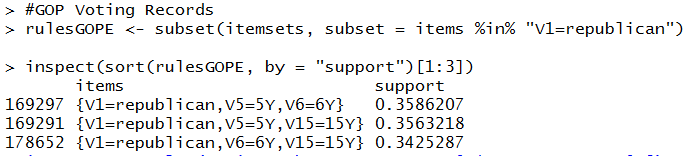 > #GOP Voting Records
> rulesGOPE <- subset(itemsets, subset = items %in% "V1=republican")
> inspect(sort(rulesGOPE, by = "support")[1:3])
items support
169297 {V1=republican,V5=5Y,V6=6Y} 0.3586207
169291 {V1=republican,V5=5Y,V15=15Y} 0.3563218
178652 {V1=republican,V6=6Y,V15=15Y} 0.3425287